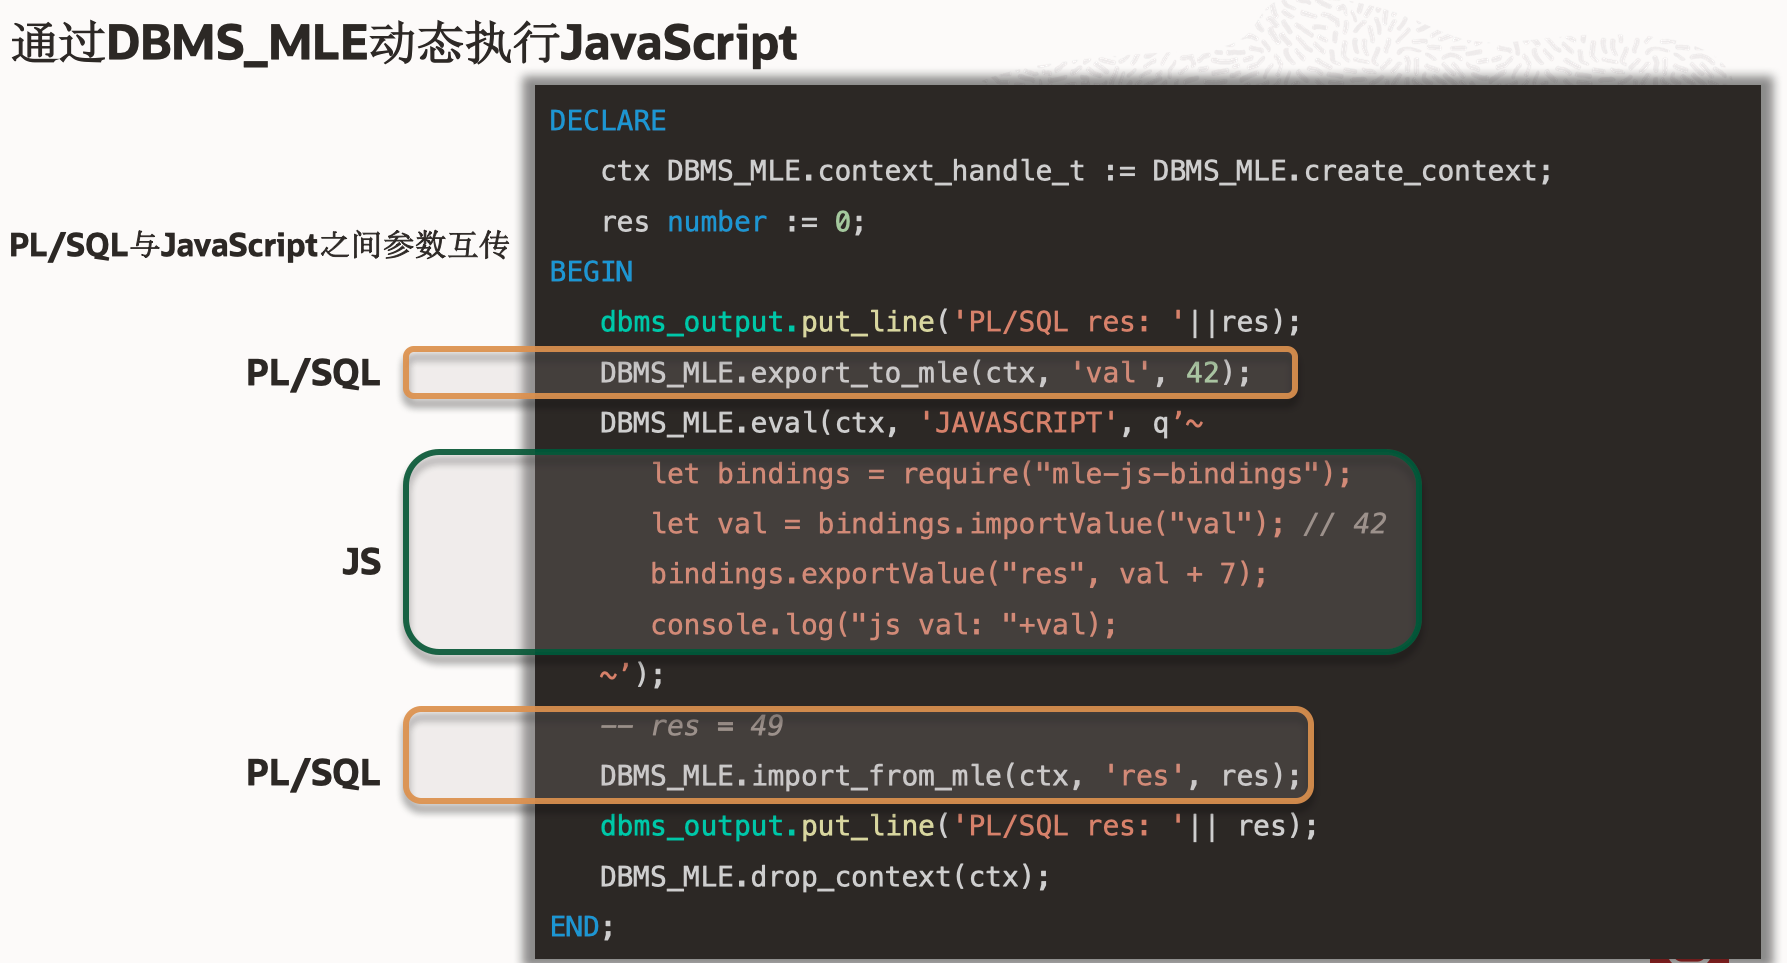 通过DBMS_MLE动态执行JavaScript
DECLARE
ctx DBMS_MLE.context_handle_t := DBMS_MLE.create_context;
res number := 0;
PL/SQL与JavaScript之间参数互传
BEGIN
dbms_output.put_line('PL/SQL res: '||res);
PL/SQL
DBMS_MLE.export_to_mle(ctx, 'val', 42);
DBMS_MLE.eval(ctx, 'JAVASCRIPT', q’~
let bindings = require("mle-js-bindings");
let val = bindings.importValue("val"); // 42
JS
bindings.exportValue("res", val + 7);
console.log("js val: "+val);
~’);
-- res = 49
PL/SQL
DBMS_MLE.import_from_mle(ctx, 'res', res);
dbms_output.put_line('PL/SQL res: '|| res);
DBMS_MLE.drop_context(ctx);
END;